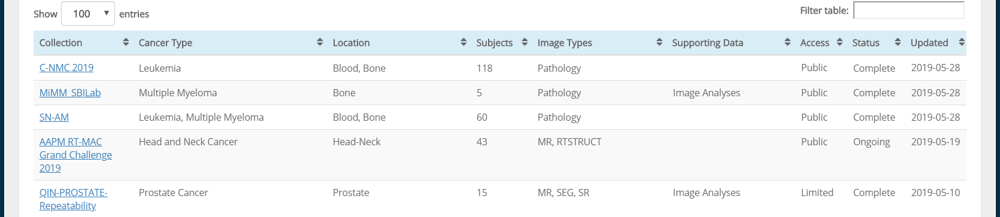 Show 100 entries Filter table:
Collection Cancer Type Location Subjects Image Types Supporting Data Access Status Updated
C-NMC 2019 Leukemia Blood, Bone 118 Pathology Public Complete 2019-05-28
MiMM_SBILab Multiple Myeloma Bone 5 Pathology Image Analyses Public Complete 2019-05-28
SN-AM Leukemia, Multiple Myeloma Blood, Bone 60 Pathology Public Complete 2019-05-28
AAPM RT-MAC Head and Neck Cancer Head-Neck 43 MR, RTSTRUCT Public Ongoing 2019-05-19
Grand Challenge
2019
QIN-PROSTATE- Prostate Cancer Prostate 15 MR, SEG, SR Image Analyses Limited Complete 2019-05-10
Repeatability